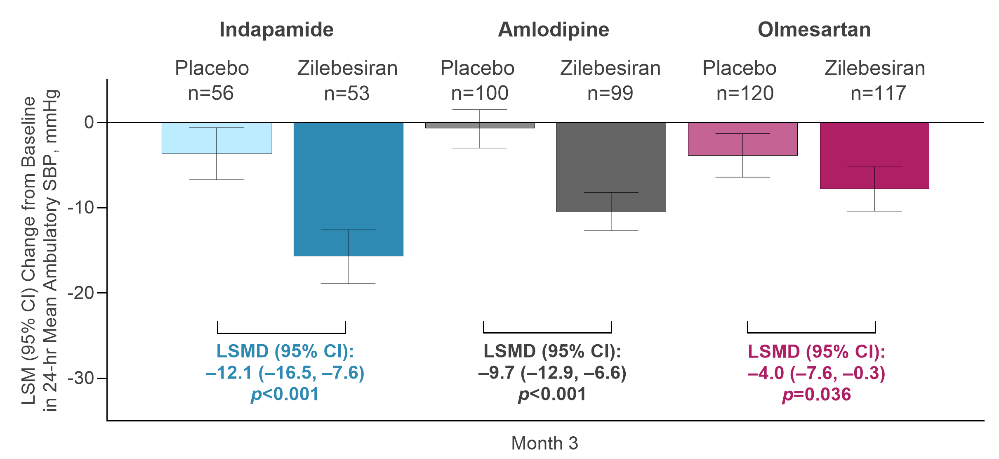 Indapamide
Amlodipine
Olmesartan
Placebo
n=56
Zilebesiran
n=53
Placebo
n=100
Zilebesiran
n=99
Placebo
n=120
Zilebesiran
n=117
LSM (95% CI) Change from Baseline
in 24-hr Mean Ambulatory SBP, mmHg
0
-10
-20
-30
LSMD (95% CI):
–12.1 (–16.5, –7.6)
p<0.001
LSMD (95% CI):
–9.7 (–12.9, –6.6)
p<0.001
LSMD (95% CI):
–4.0 (–7.6, –0.3)
p=0.036
Month 3